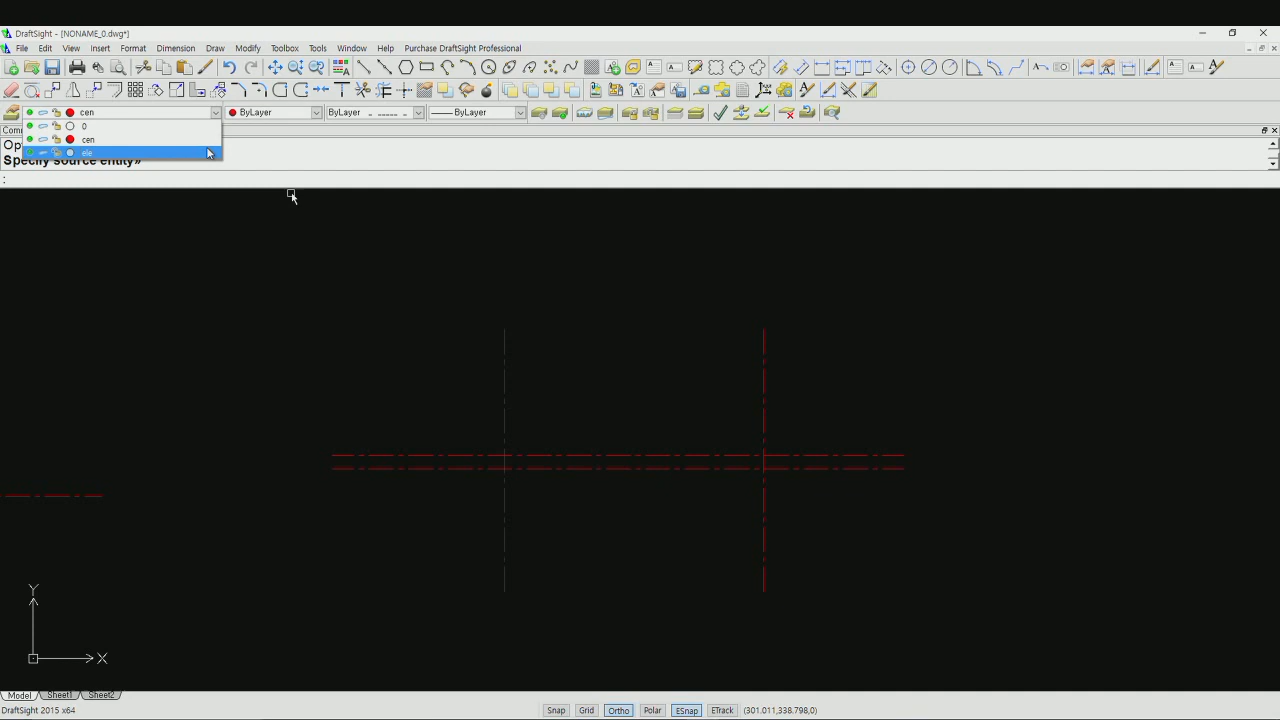 DraftSight - [NONAME_0.dwg*]
File Edit View Insert Format Dimension Draw Modify Toolbox Tools Window Help Purchase DraftSight Professional
cen ByLayer ByLayer ByLayer
0
cen
ele
Specify source entity»
:
Y
X
Model Sheet1 Sheet2
DraftSight 2015 x64 Snap Grid Ortho Polar ESnap ETrack (301.011,338.798,0)